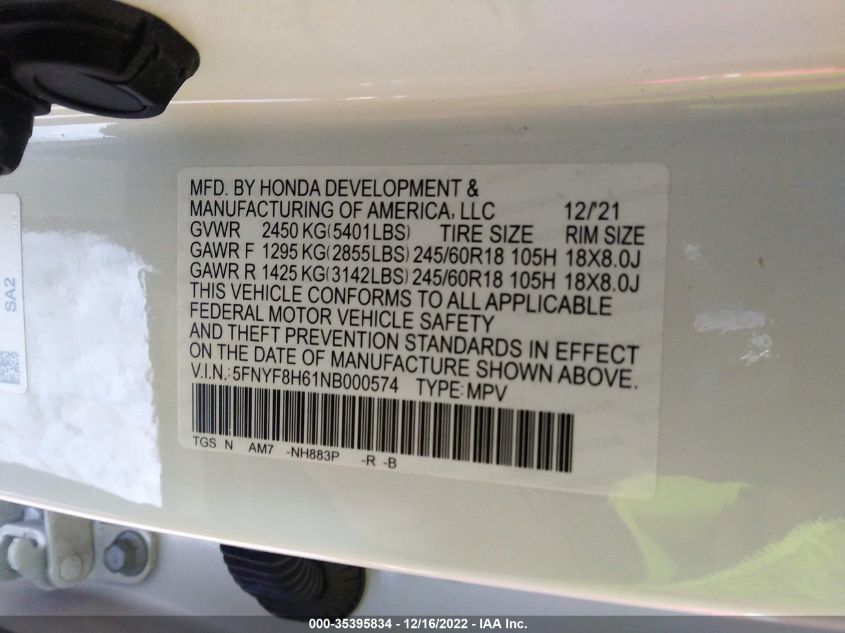 MFD. BY HONDA DEVELOPMENT &
MANUFACTURING OF AMERICA, LLC 12/'21
GVWR 2450 KG(5401LBS) TIRE SIZE RIM SIZE
GAWR F 1295 KG(2855LBS) 245/60R18 105H 18X8.0J
GAWR R 1425 KG(3142LBS) 245/60R18 105H 18X8.0J
THIS VEHICLE CONFORMS TO ALL APPLICABLE
FEDERAL MOTOR VEHICLE SAFETY
AND THEFT PREVENTION STANDARDS IN EFFECT
ON THE DATE OF MANUFACTURE SHOWN ABOVE.
V.I.N.:5FNYF8H61NB000574 TYPE:MPV
TGS N AM7 -NH883P -R -B
SA2
000-35395834 - 12/16/2022 - IAA Inc.